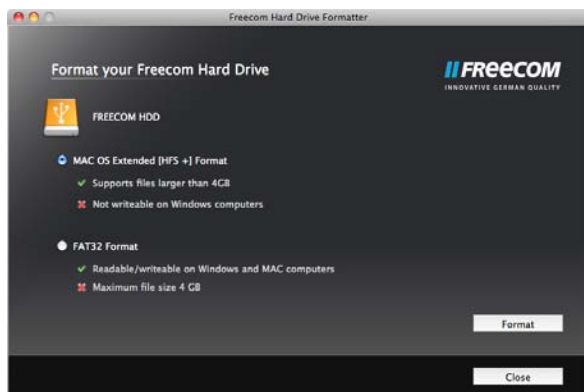 Freecom Hard Drive Formatter
Format your Freecom Hard Drive
FREECOM
INNOVATIVE GERMAN QUALITY
FREECOM HDD
MAC OS Extended [HFS +] Format
Supports files larger than 4GB
Not writeable on Windows computers
FAT32 Format
Readable/writeable on Windows and MAC computers
Maximum file size 4 GB
Format
Close